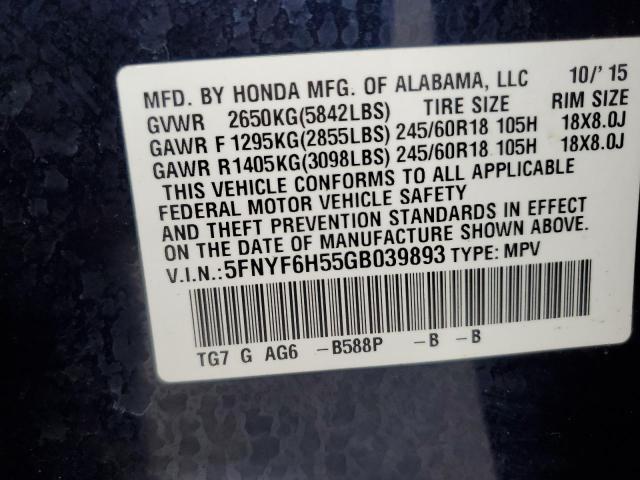 MFD. BY HONDA MFG. OF ALABAMA, LLC 10/'15
GVWR 2650KG(5842LBS) TIRE SIZE RIM SIZE
GAWR F 1295KG(2855LBS) 245/60R18 105H 18X8.0J
GAWR R1405KG(3098LBS) 245/60R18 105H 18X8.0J
THIS VEHICLE CONFORMS TO ALL APPLICABLE
FEDERAL MOTOR VEHICLE SAFETY
AND THEFT PREVENTION STANDARDS IN EFFECT
ON THE DATE OF MANUFACTURE SHOWN ABOVE.
V.I.N.:5FNYF6H55GB039893 TYPE: MPV
TG7 G AG6 -B588P -B -B